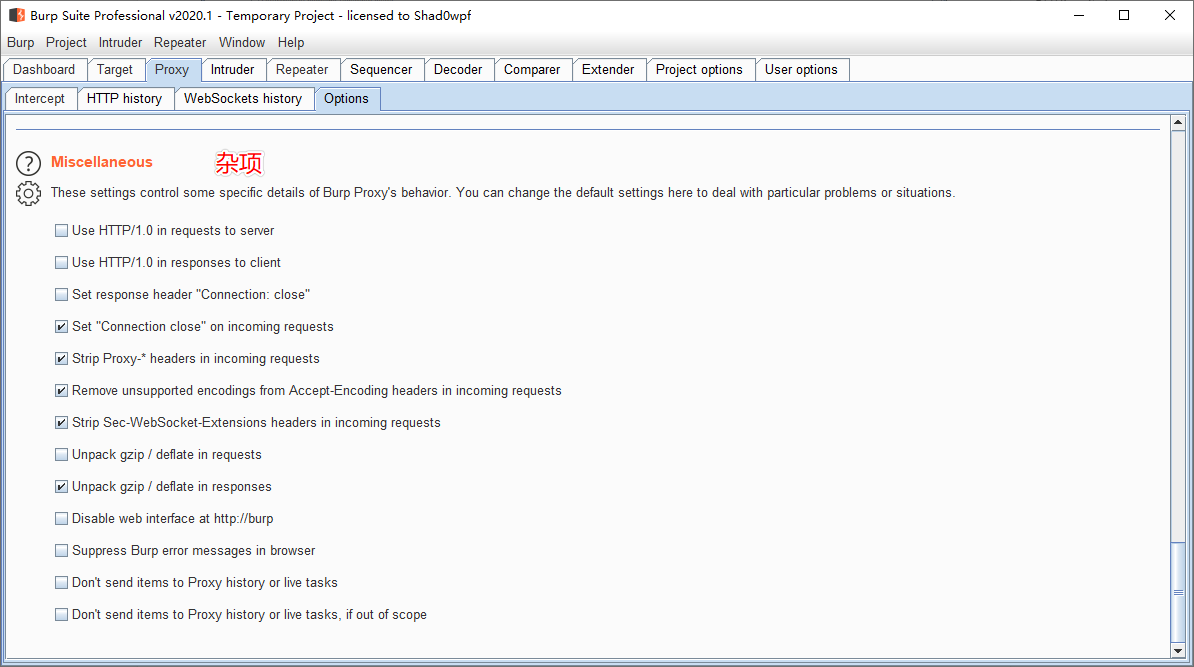 Burp Suite Professional v2020.1 - Temporary Project - licensed to Shad0wpf
Burp Project Intruder Repeater Window Help
Dashboard Target Proxy Intruder Repeater Sequencer Decoder Comparer Extender Project options User options
Intercept HTTP history WebSockets history Options
? Miscellaneous 杂项
These settings control some specific details of Burp Proxy's behavior. You can change the default settings here to deal with particular problems or situations.
Use HTTP/1.0 in requests to server
Use HTTP/1.0 in responses to client
Set response header "Connection: close"
Set "Connection close" on incoming requests
Strip Proxy-* headers in incoming requests
Remove unsupported encodings from Accept-Encoding headers in incoming requests
Strip Sec-WebSocket-Extensions headers in incoming requests
Unpack gzip / deflate in requests
Unpack gzip / deflate in responses
Disable web interface at http://burp
Suppress Burp error messages in browser
Don't send items to Proxy history or live tasks
Don't send items to Proxy history or live tasks, if out of scope